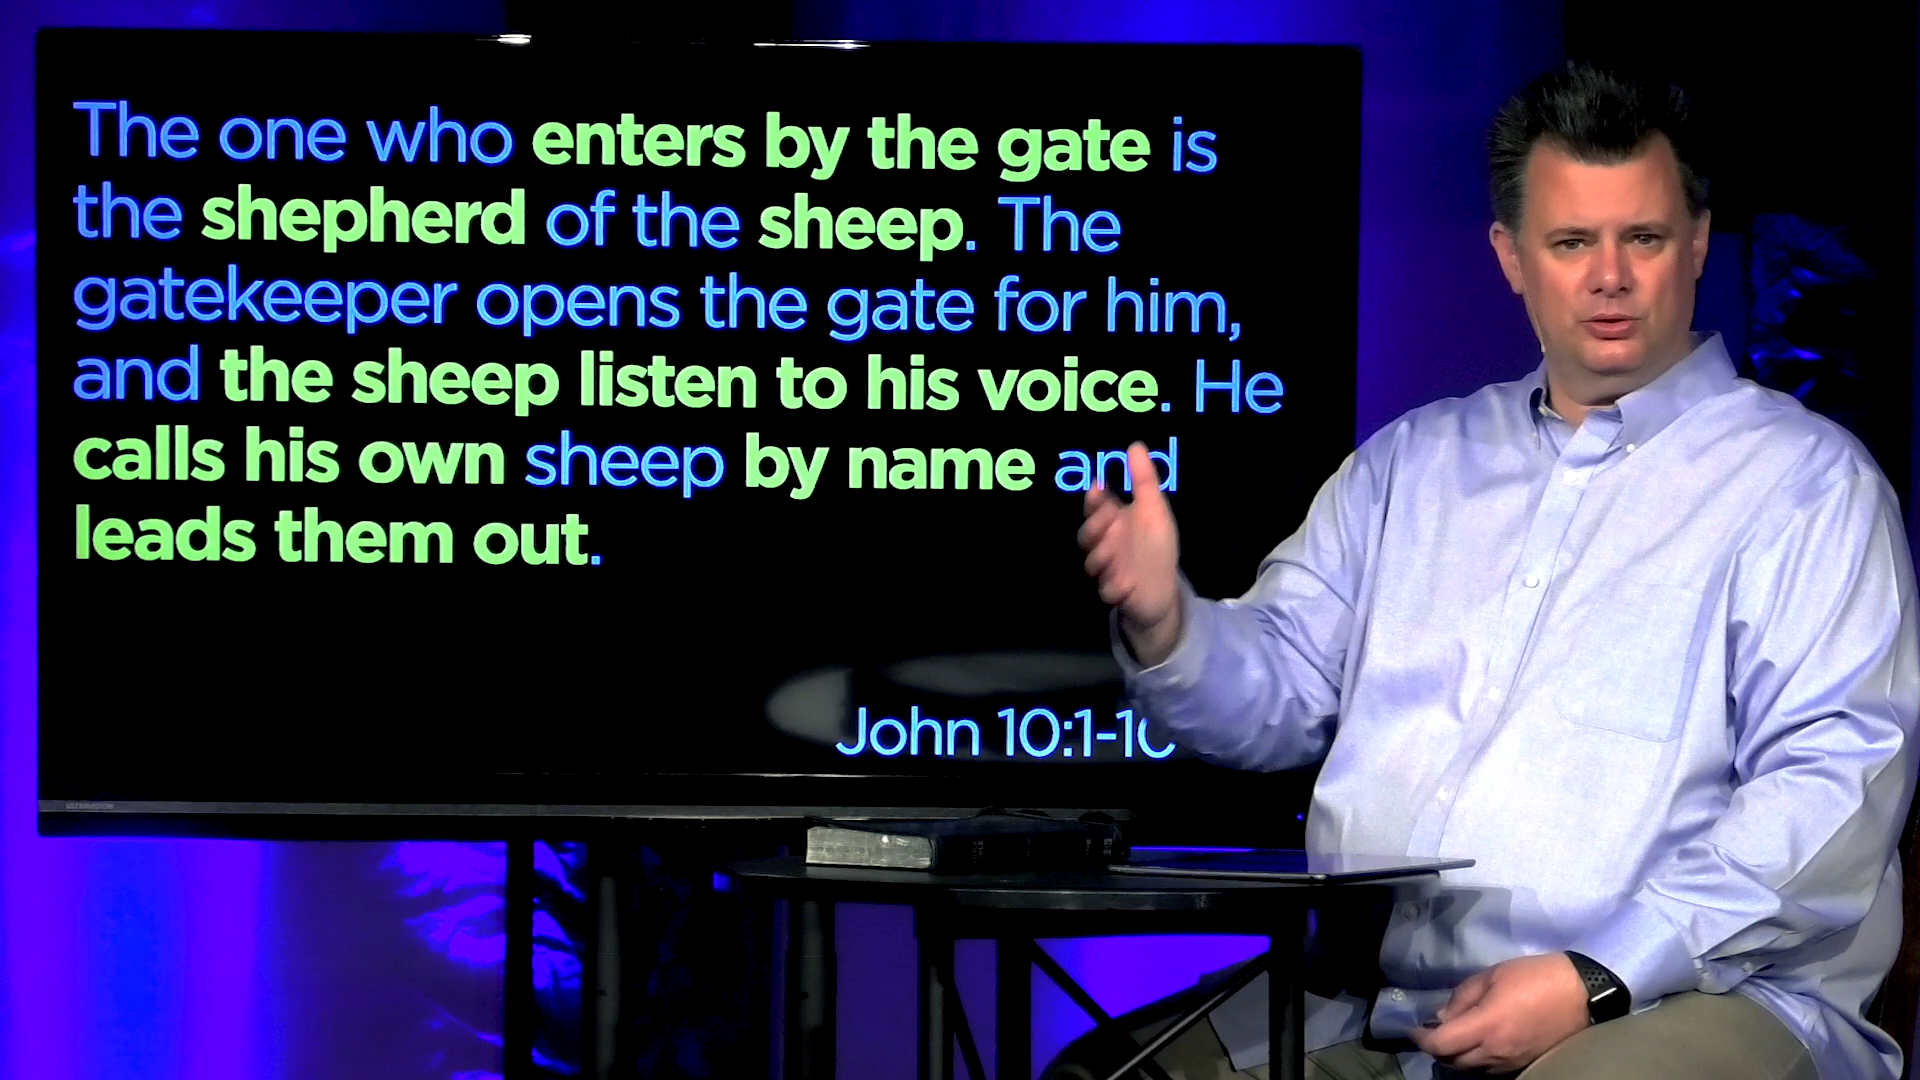 The one who enters by the gate is
the shepherd of the sheep. The
gatekeeper opens the gate for him,
and the sheep listen to his voice. He
calls his own sheep by name and
leads them out.
John 10:1-10